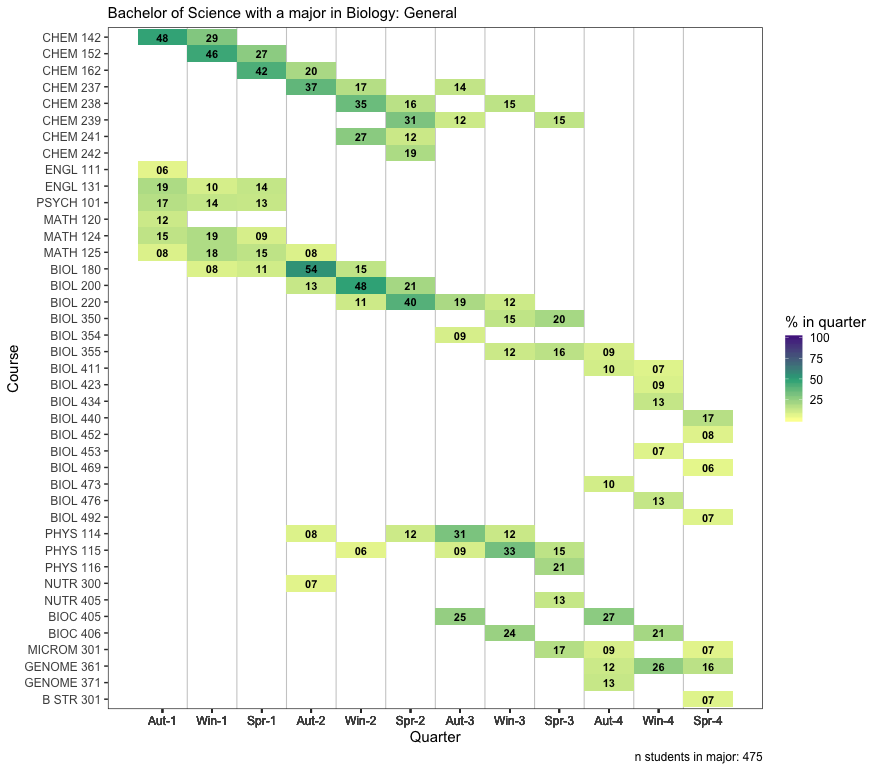 Bachelor of Science with a major in Biology: General
CHEM 142 48 29
CHEM 152 46 27
CHEM 162 42 20
CHEM 237 37 17 14
CHEM 238 35 16 15
CHEM 239 31 12 15
CHEM 241 27 12
CHEM 242 19
ENGL 111 06
ENGL 131 19 10 14
PSYCH 101 17 14 13
MATH 120 12
MATH 124 15 19 09
MATH 125 08 18 15 08
BIOL 180 08 11 54 15
BIOL 200 13 48 21
BIOL 220 11 40 19 12
BIOL 350 15 20
BIOL 354 09
BIOL 355 12 16 09
BIOL 411 10 07
BIOL 423 09
BIOL 434 13
BIOL 440 17
BIOL 452 08
BIOL 453 07
BIOL 469 06
BIOL 473 10
BIOL 476 13
BIOL 492 07
PHYS 114 08 12 31 12
PHYS 115 06 09 33 15
PHYS 116 21
NUTR 300 07
NUTR 405 13
BIOC 405 25 27
BIOC 406 24 21
MICROM 301 17 09 07
GENOME 361 12 26 16
GENOME 371 13
B STR 301 07
Aut-1 Win-1 Spr-1 Aut-2 Win-2 Spr-2 Aut-3 Win-3 Spr-3 Aut-4 Win-4 Spr-4
Quarter
Course
% in quarter
100
75
50
25
n students in major: 475